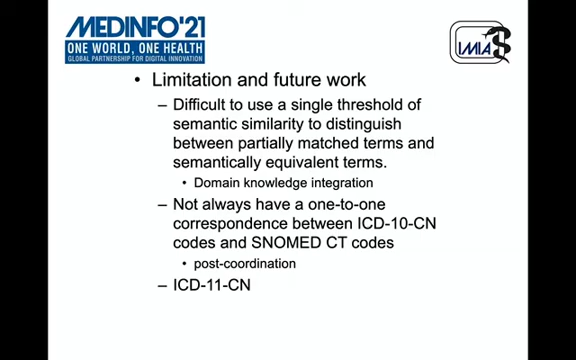 MEDINFO'21
ONE WORLD, ONE HEALTH
GLOBAL PARTNERSHIP FOR DIGITAL INNOVATION
IMIA
• Limitation and future work
– Difficult to use a single threshold of
semantic similarity to distinguish
between partially matched terms and
semantically equivalent terms.
• Domain knowledge integration
– Not always have a one-to-one
correspondence between ICD-10-CN
codes and SNOMED CT codes
• post-coordination
– ICD-11-CN